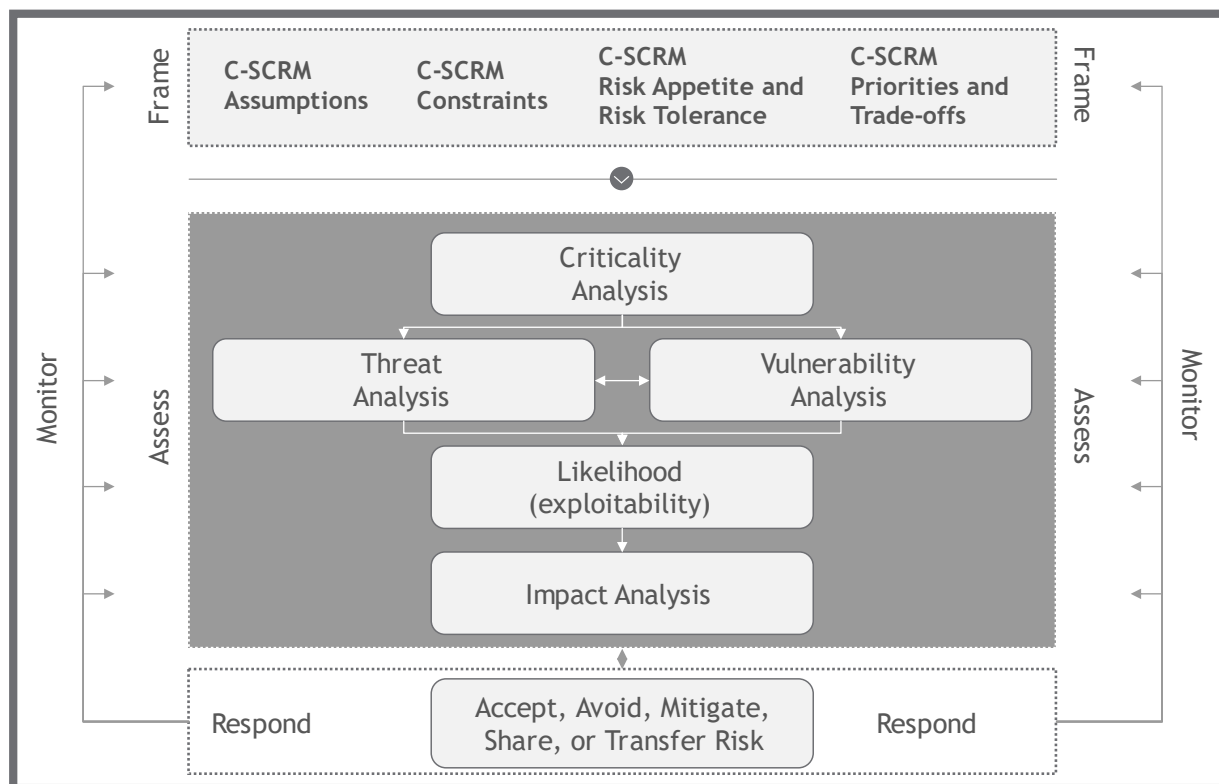 Frame
C-SCRM
Assumptions
C-SCRM
Constraints
C-SCRM
Risk Appetite and
Risk Tolerance
C-SCRM
Priorities and
Trade-offs
Frame
Monitor
Assess
Criticality
Analysis
Threat
Analysis
Vulnerability
Analysis
Likelihood
(exploitability)
Impact Analysis
Assess
Monitor
Respond
Accept, Avoid, Mitigate,
Share, or Transfer Risk
Respond